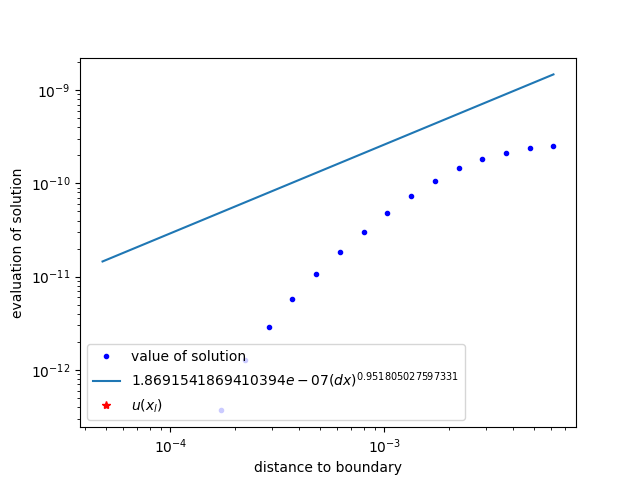 10⁻⁹
10⁻¹⁰
10⁻¹¹
10⁻¹²
evaluation of solution
value of solution
1.8691541869410394e − 07(dx)^0.951805027597331
u(x_l)
10⁻⁴
10⁻³
distance to boundary